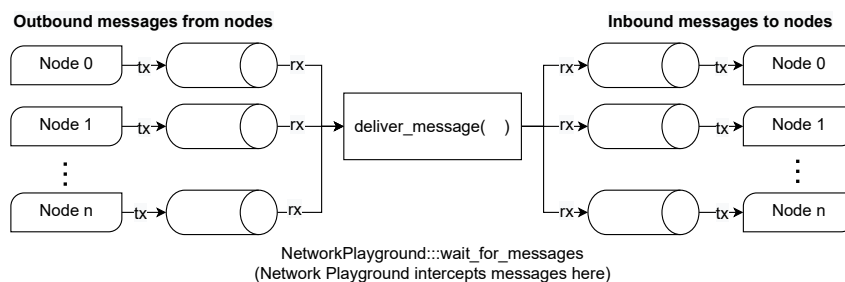 Outbound messages from nodes
Inbound messages to nodes
Node 0
tx
rx
rx
tx
Node 0
Node 1
tx
rx
deliver_message(    )
rx
tx
Node 1
Node n
tx
rx
rx
tx
Node n
NetworkPlayground:::wait_for_messages
(Network Playground intercepts messages here)